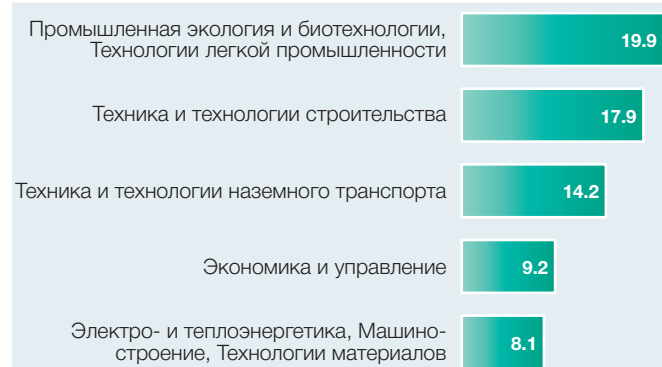 Промышленная экология и биотехнологии,
Технологии легкой промышленности
19.9
Техника и технологии строительства
17.9
Техника и технологии наземного транспорта
14.2
Экономика и управление
9.2
Электро- и теплоэнергетика, Машино-
строение, Технологии материалов
8.1